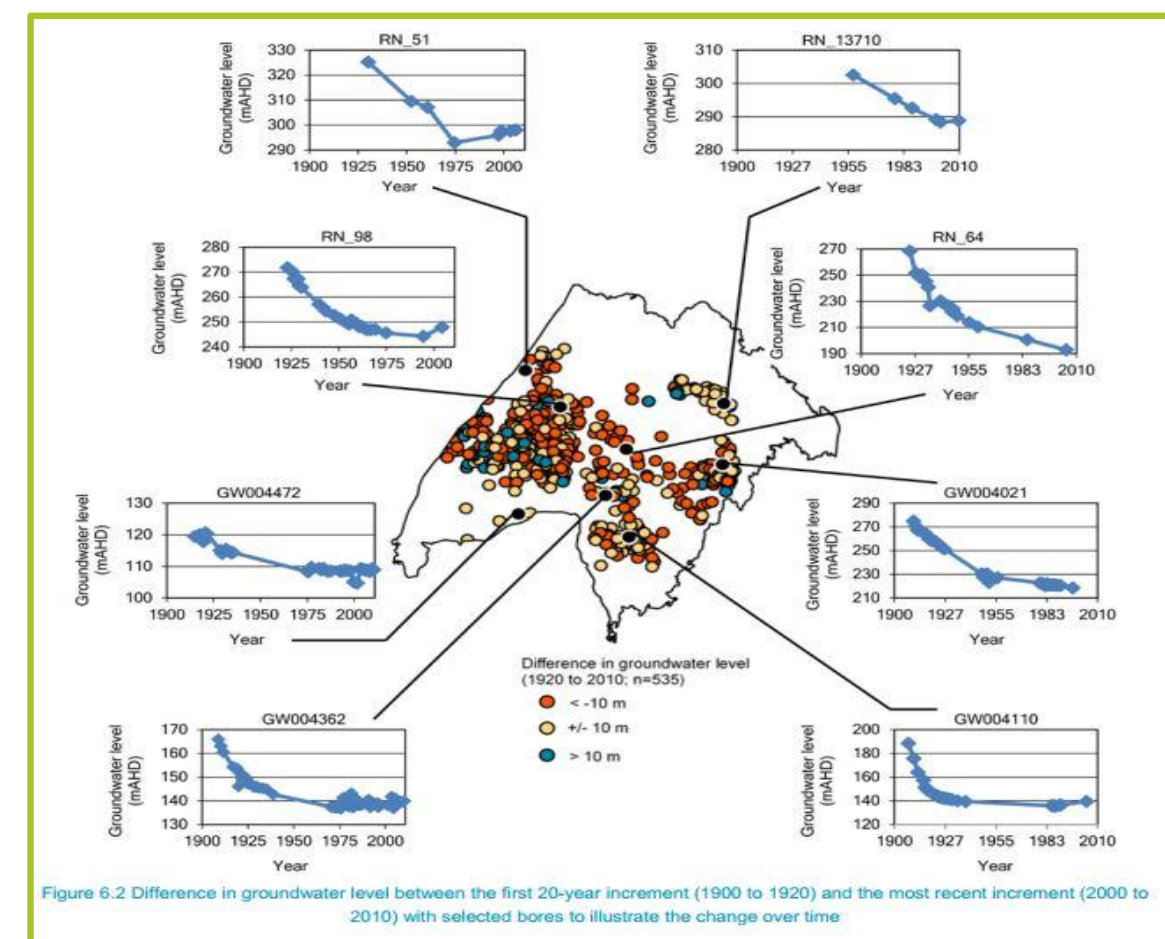 RN_51
Groundwater level
(mAHD)
330
320
310
300
290
1900 1925 1950 1975 2000
Year
RN_13710
Groundwater level
(mAHD)
310
300
290
280
1900 1927 1955 1983 2010
Year
RN_98
Groundwater level
(mAHD)
280
270
260
250
240
1900 1925 1950 1975 2000
Year
RN_64
Groundwater level
(mAHD)
270
250
230
210
190
1900 1927 1955 1983 2010
Year
GW004472
Groundwater level
(mAHD)
130
120
110
100
1900 1925 1950 1975 2000
Year
GW004021
Groundwater level
(mAHD)
290
270
250
230
210
1900 1927 1955 1983 2010
Year
Difference in groundwater level
(1920 to 2010; n=535)
< -10 m
+/- 10 m
> 10 m
GW004362
Groundwater level
(mAHD)
170
160
150
140
130
1900 1925 1950 1975 2000
Year
GW004110
Groundwater level
(mAHD)
200
180
160
140
120
1900 1927 1955 1983 2010
Year
Figure 6.2 Difference in groundwater level between the first 20-year increment (1900 to 1920) and the most recent increment (2000 to
2010) with selected bores to illustrate the change over time